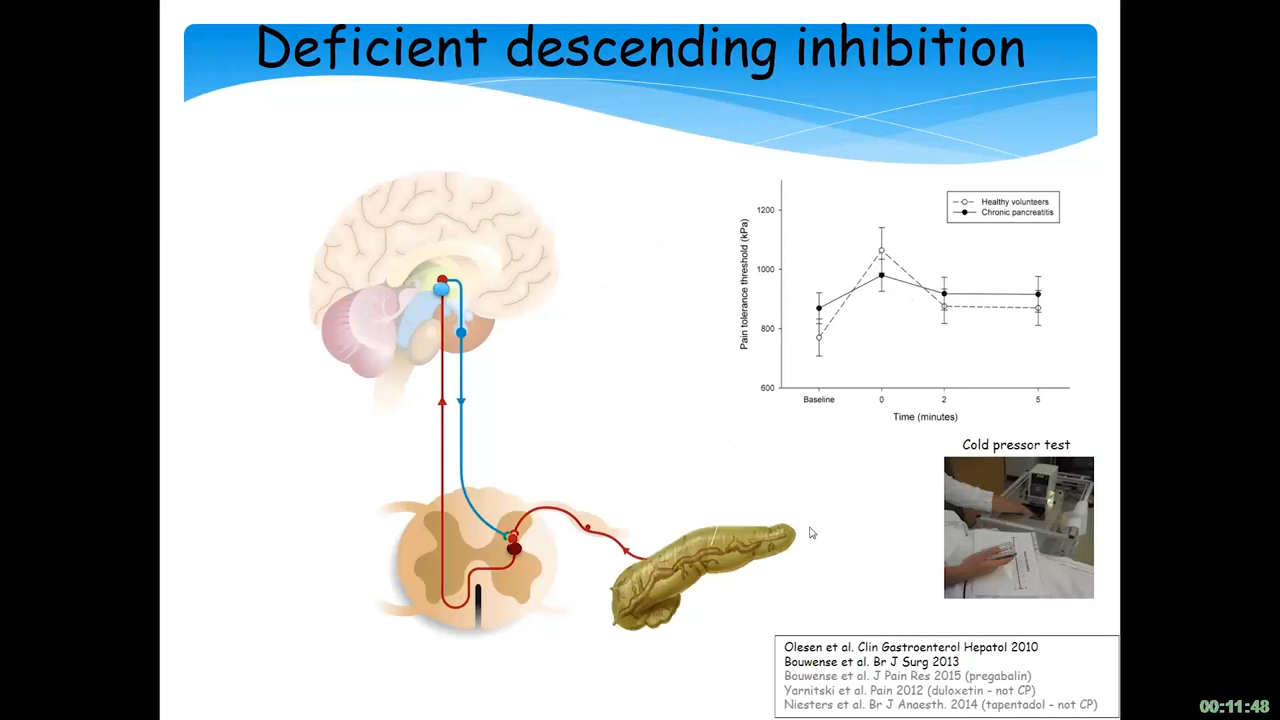 Deficient descending inhibition
Healthy volunteers
Chronic pancreatitis
Pain tolerance threshold (kPa)
1200
1000
800
600
Baseline
0
2
5
Time (minutes)
Cold pressor test
Olesen et al. Clin Gastroenterol Hepatol 2010
Bouwense et al. Br J Surg 2013
Bouwense et al. J Pain Res 2015 (pregabalin)
Yarnitski et al. Pain 2012 (duloxetin - not CP)
Niesters et al. Br J Anaesth. 2014 (tapentadol - not CP)
00:11:48